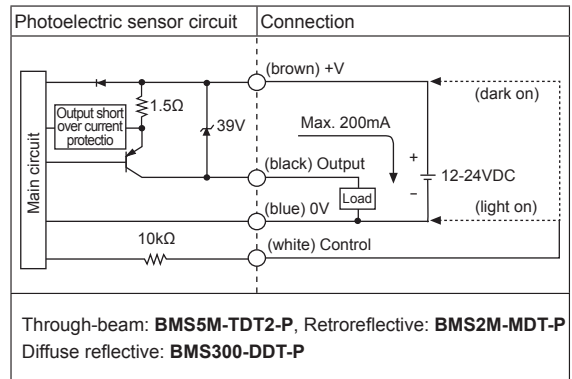 Photoelectric sensor circuit
Connection
(brown) +V
(dark on)
1.5Ω
Output short
over current
protectio
39V
Max. 200mA
Main circuit
(black) Output
+
12-24VDC
Load
−
(blue) 0V
(light on)
10kΩ
(white) Control
Through-beam: BMS5M-TDT2-P, Retroreflective: BMS2M-MDT-P
Diffuse reflective: BMS300-DDT-P